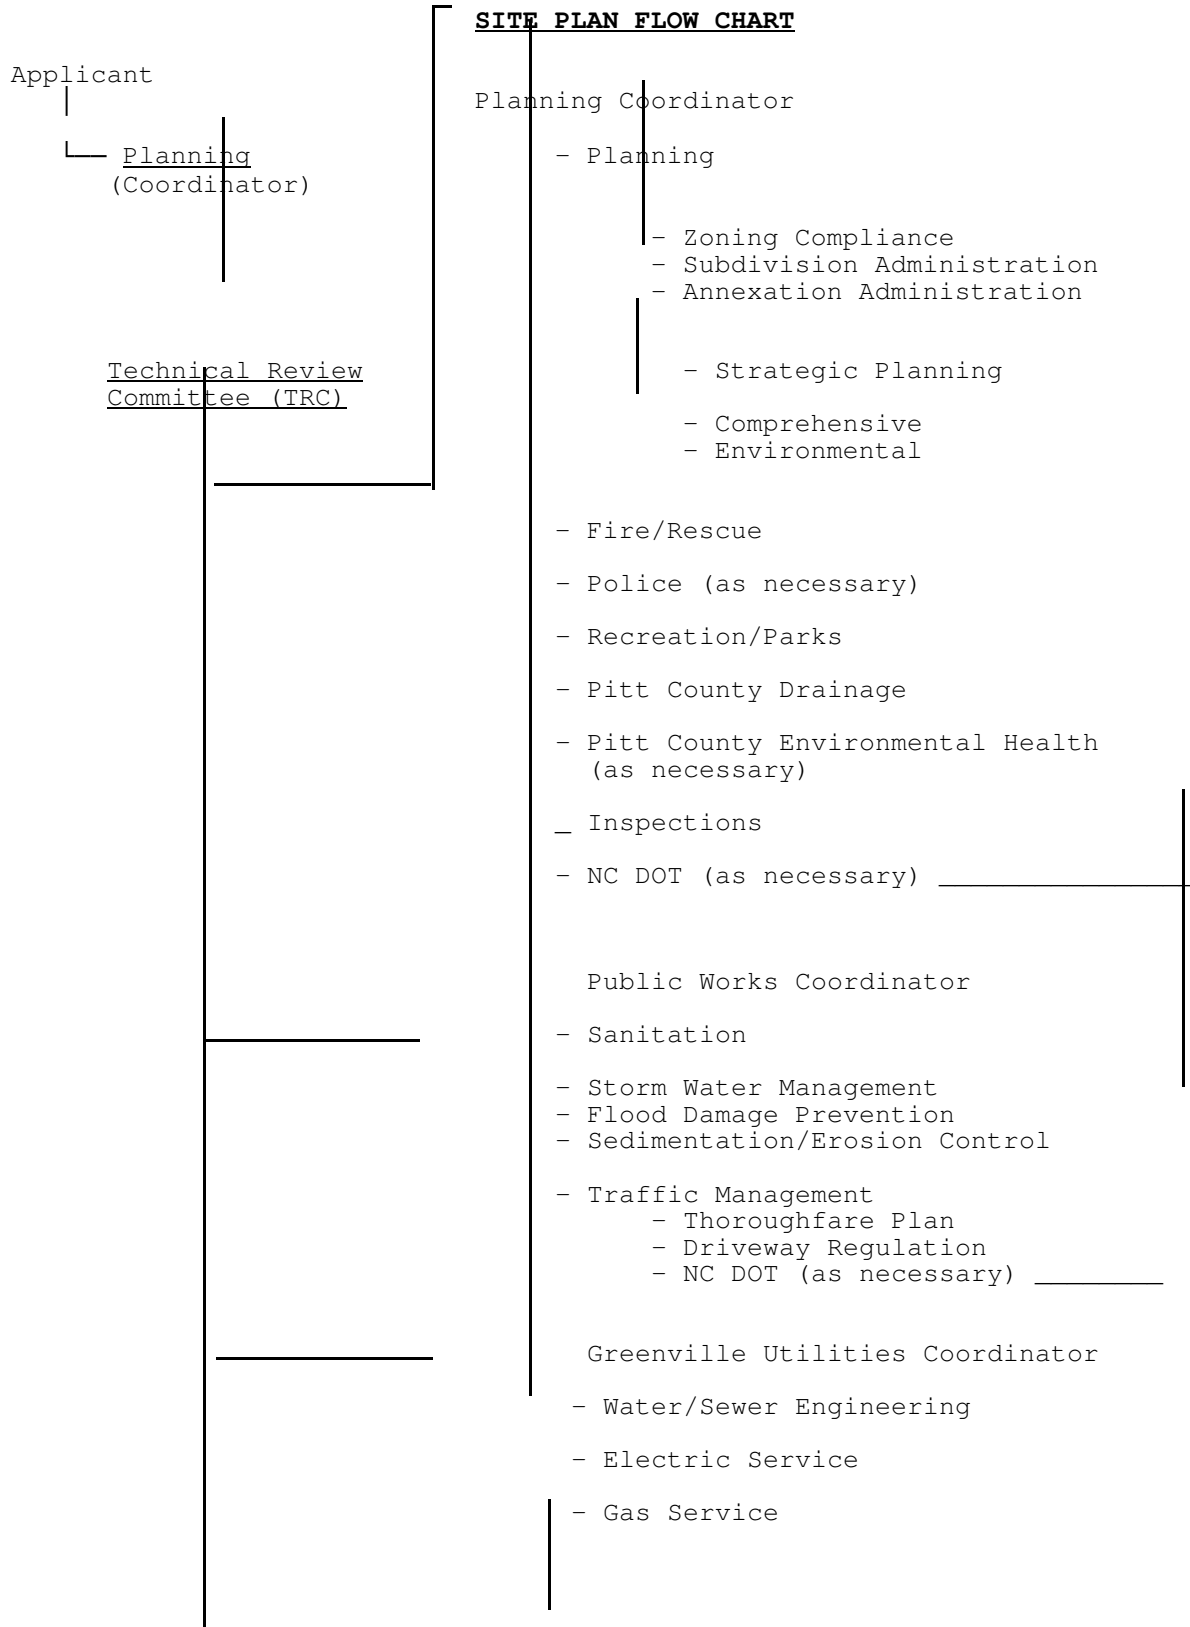 SITE PLAN FLOW CHART
Applicant
Planning
(Coordinator)
Technical Review
Committee (TRC)
Planning Coordinator
- Planning
- Zoning Compliance
- Subdivision Administration
- Annexation Administration
- Strategic Planning
- Comprehensive
- Environmental
- Fire/Rescue
- Police (as necessary)
- Recreation/Parks
- Pitt County Drainage
- Pitt County Environmental Health
(as necessary)
_ Inspections
- NC DOT (as necessary) ________________
Public Works Coordinator
- Sanitation
- Storm Water Management
- Flood Damage Prevention
- Sedimentation/Erosion Control
- Traffic Management
- Thoroughfare Plan
- Driveway Regulation
- NC DOT (as necessary) ________
Greenville Utilities Coordinator
- Water/Sewer Engineering
- Electric Service
- Gas Service